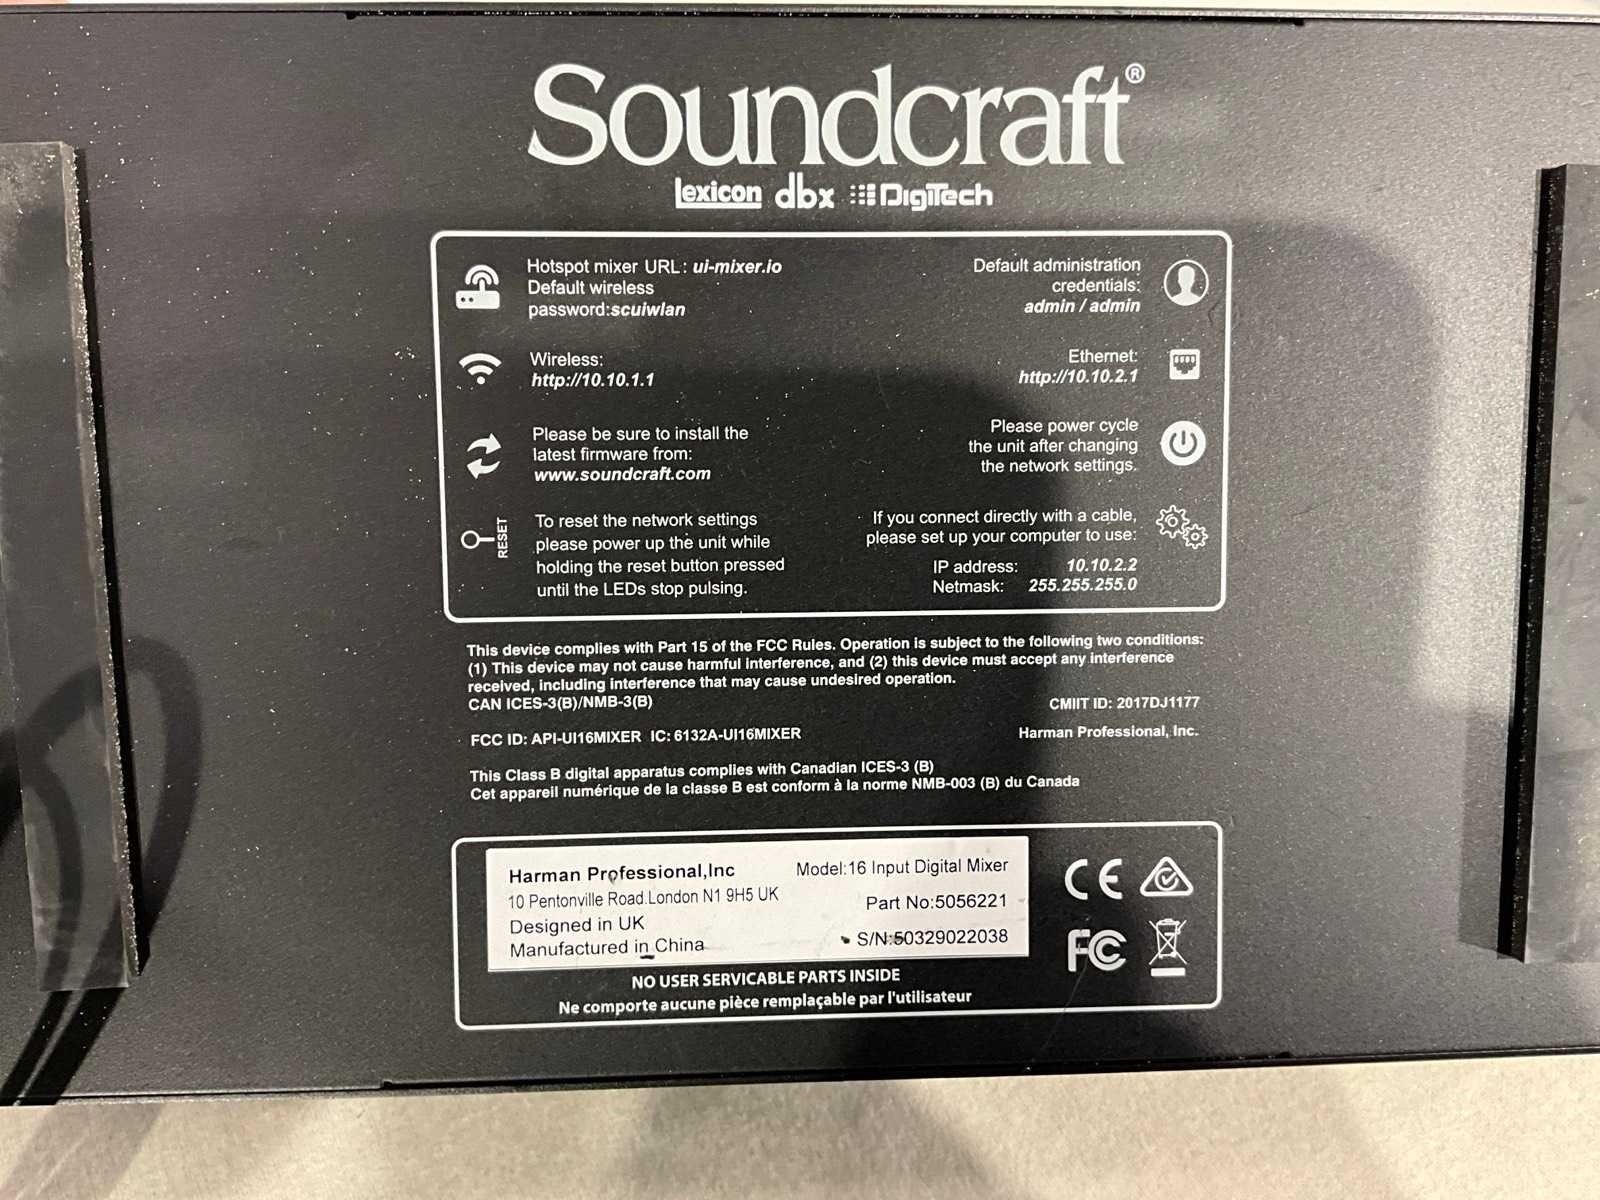 Soundcraft®
lexicon dbx DigiTech
Hotspot mixer URL: ui-mixer.io
Default wireless
password:scuiwlan
Default administration
credentials:
admin / admin
Wireless:
http://10.10.1.1
Ethernet:
http://10.10.2.1
Please be sure to install the
latest firmware from:
www.soundcraft.com
Please power cycle
the unit after changing
the network settings.
RESET
To reset the network settings
please power up the unit while
holding the reset button pressed
until the LEDs stop pulsing.
If you connect directly with a cable,
please set up your computer to use:
IP address: 10.10.2.2
Netmask: 255.255.255.0
This device complies with Part 15 of the FCC Rules. Operation is subject to the following two conditions:
(1) This device may not cause harmful interference, and (2) this device must accept any interference
received, including interference that may cause undesired operation.
CAN ICES-3(B)/NMB-3(B)
CMIIT ID: 2017DJ1177
FCC ID: API-UI16MIXER IC: 6132A-UI16MIXER
Harman Professional, Inc.
This Class B digital apparatus complies with Canadian ICES-3 (B)
Cet appareil numérique de la classe B est conform à la norme NMB-003 (B) du Canada
Harman Professional,Inc
10 Pentonville Road.London N1 9H5 UK
Designed in UK
Manufactured in China
Model:16 Input Digital Mixer
Part No:5056221
S/N:50329022038
CE
FC
NO USER SERVICABLE PARTS INSIDE
Ne comporte aucune pièce remplaçable par l'utilisateur